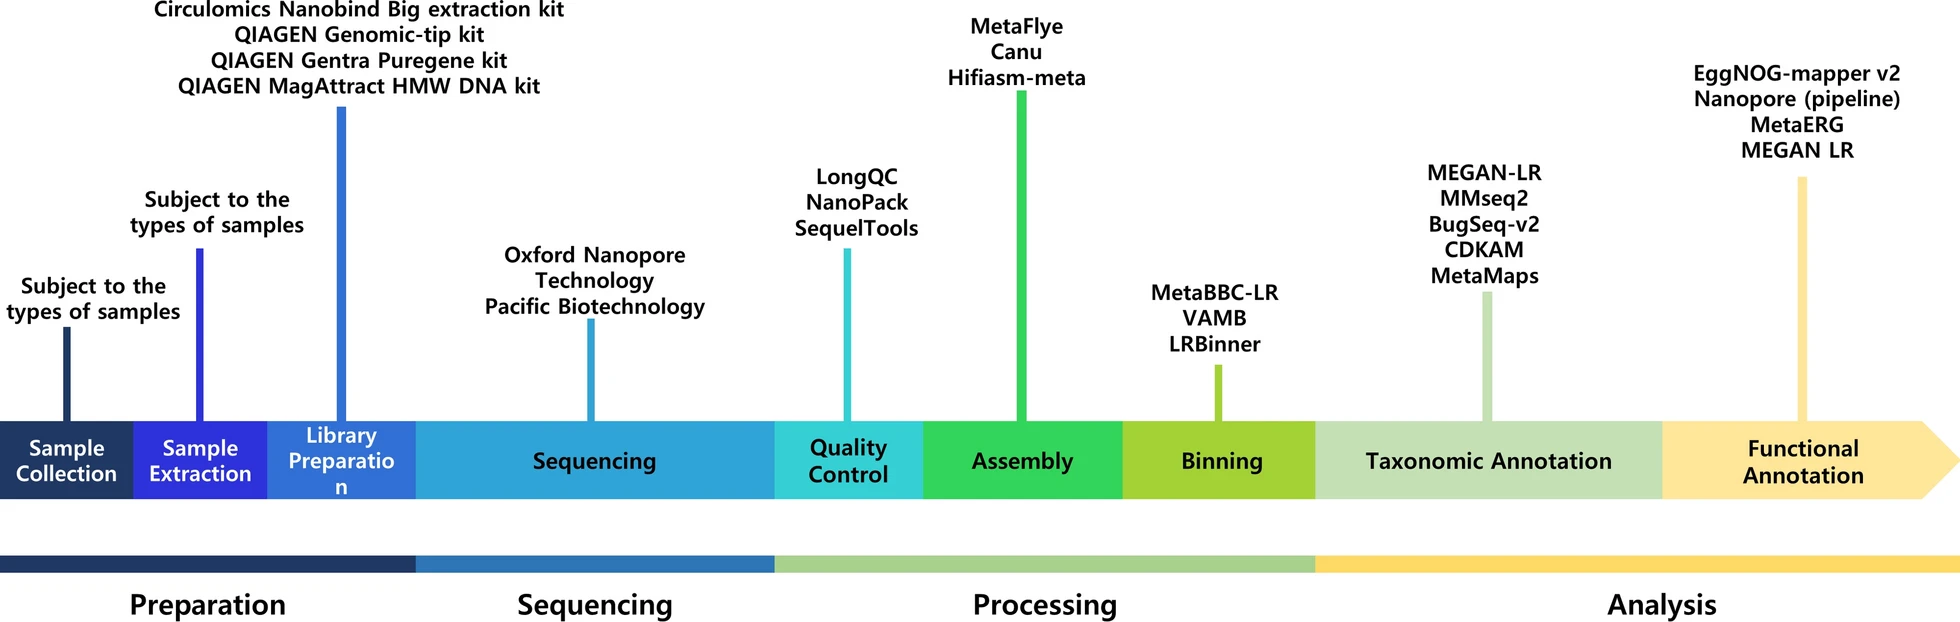 Circulomics Nanobind Big extraction kit
QIAGEN Genomic-tip kit
QIAGEN Gentra Puregene kit
QIAGEN MagAttract HMW DNA kit
Subject to the
types of samples
Subject to the
types of samples
Oxford Nanopore
Technology
Pacific Biotechnology
LongQC
NanoPack
SequelTools
MetaFlye
Canu
Hifiasm-meta
MetaBBC-LR
VAMB
LRBinner
MEGAN-LR
MMseq2
BugSeq-v2
CDKAM
MetaMaps
EggNOG-mapper v2
Nanopore (pipeline)
MetaERG
MEGAN LR
Sample
Collection
Sample
Extraction
Library
Preparatio
n
Sequencing
Quality
Control
Assembly
Binning
Taxonomic Annotation
Functional
Annotation
Preparation
Sequencing
Processing
Analysis